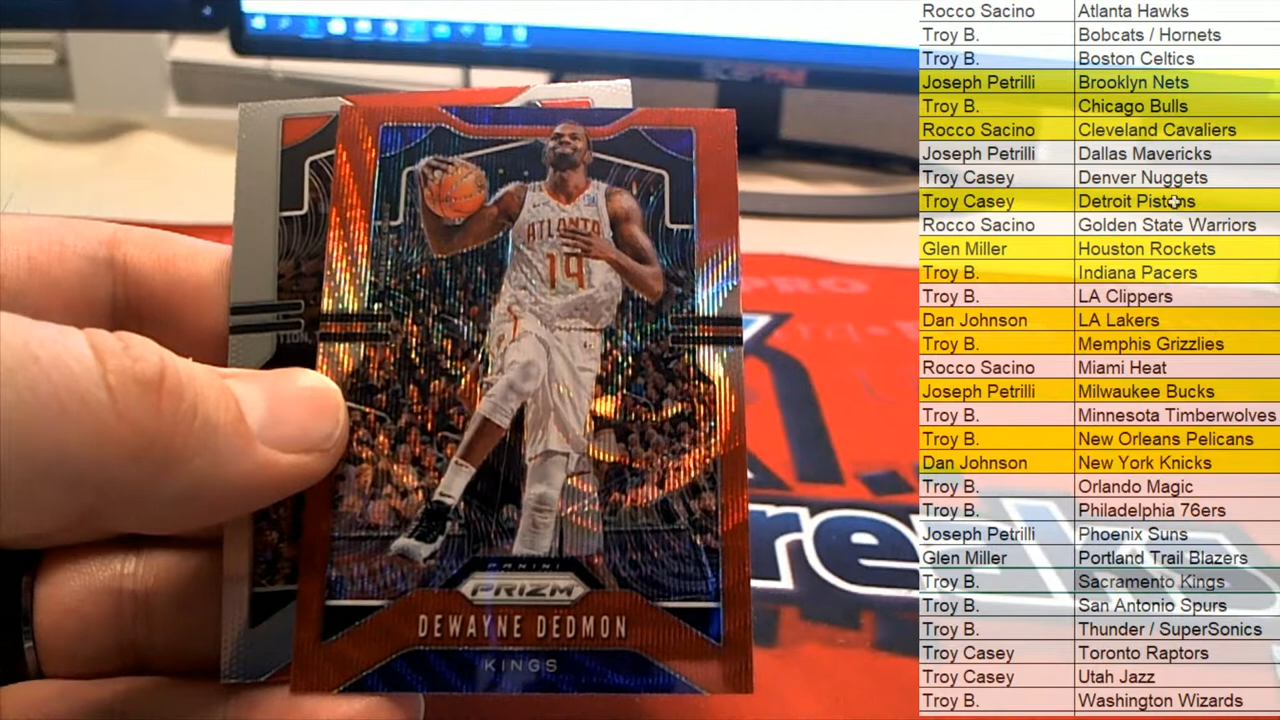 ATLANTA
14
PANINI
PRIZM
DEWAYNE DEDMON
KINGS
PRO
Rocco Sacino Atlanta Hawks
Troy B. Bobcats / Hornets
Troy B. Boston Celtics
Joseph Petrilli Brooklyn Nets
Troy B. Chicago Bulls
Rocco Sacino Cleveland Cavaliers
Joseph Petrilli Dallas Mavericks
Troy Casey Denver Nuggets
Troy Casey Detroit Pistons
Rocco Sacino Golden State Warriors
Glen Miller Houston Rockets
Troy B. Indiana Pacers
Troy B. LA Clippers
Dan Johnson LA Lakers
Troy B. Memphis Grizzlies
Rocco Sacino Miami Heat
Joseph Petrilli Milwaukee Bucks
Troy B. Minnesota Timberwolves
Troy B. New Orleans Pelicans
Dan Johnson New York Knicks
Troy B. Orlando Magic
Troy B. Philadelphia 76ers
Joseph Petrilli Phoenix Suns
Glen Miller Portland Trail Blazers
Troy B. Sacramento Kings
Troy B. San Antonio Spurs
Troy B. Thunder / SuperSonics
Troy Casey Toronto Raptors
Troy Casey Utah Jazz
Troy B. Washington Wizards